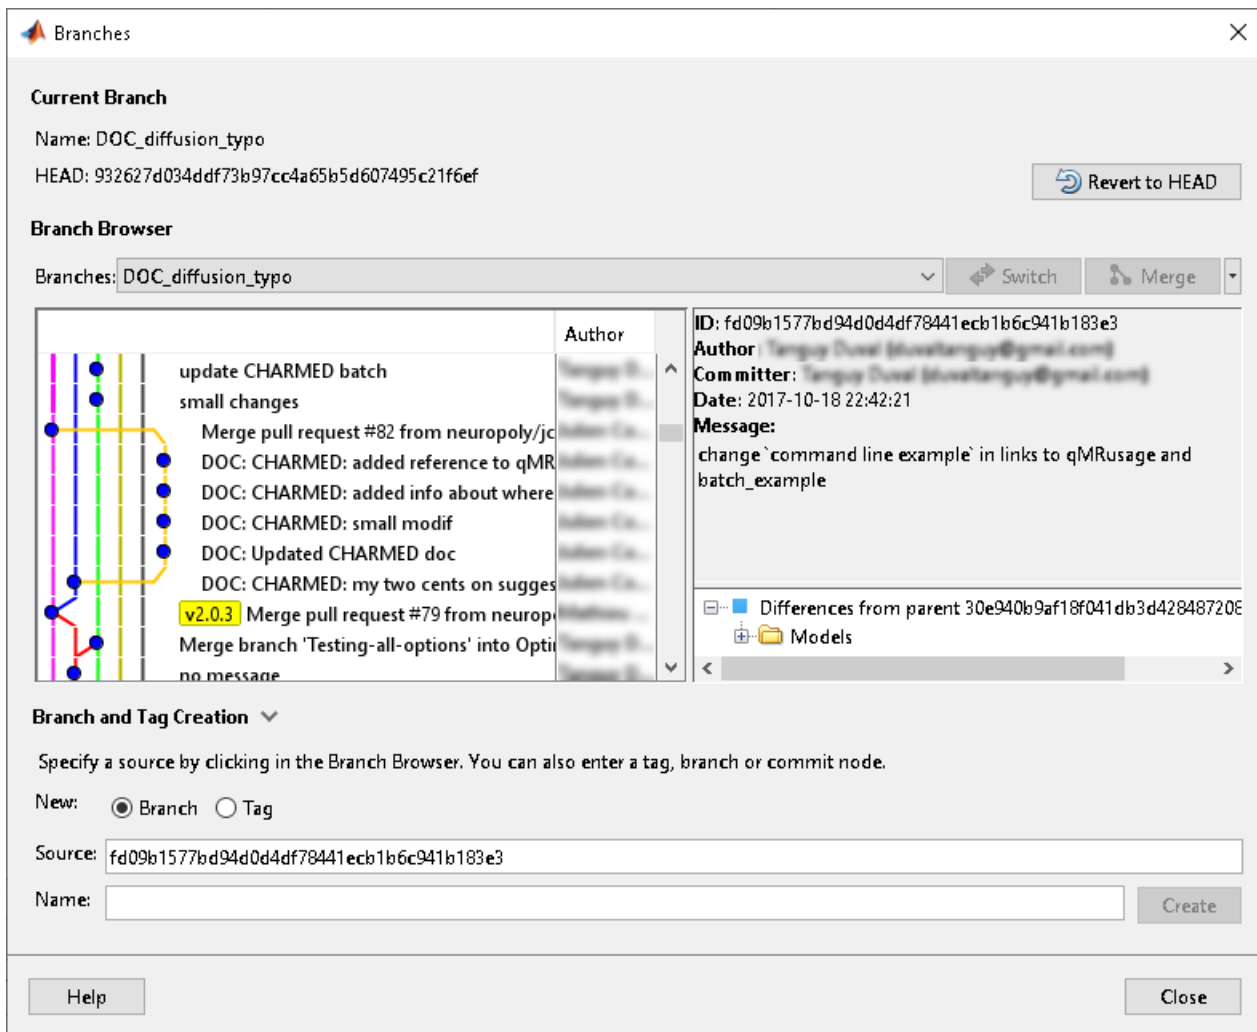 Branches
Current Branch
Name: DOC_diffusion_typo
HEAD: 932627d034ddf73b97cc4a65b5d607495c21f6ef
Revert to HEAD
Branch Browser
Branches: DOC_diffusion_typo
Switch
Merge
Author
update CHARMED batch
small changes
Merge pull request #82 from neuropoly/jc
DOC: CHARMED: added reference to qMR
DOC: CHARMED: added info about where
DOC: CHARMED: small modif
DOC: Updated CHARMED doc
DOC: CHARMED: my two cents on sugges
v2.0.3 Merge pull request #79 from neurop
Merge branch 'Testing-all-options' into Opti
no message
ID: fd09b1577bd94d0d4df78441ecb1b6c941b183e3
Author:
Committer:
Date: 2017-10-18 22:42:21
Message:
change `command line example` in links to qMRusage and
batch_example
Differences from parent 30e940b9af18f041db3d428487208
Models
Branch and Tag Creation
Specify a source by clicking in the Branch Browser. You can also enter a tag, branch or commit node.
New: Branch Tag
Source: fd09b1577bd94d0d4df78441ecb1b6c941b183e3
Name:
Create
Help
Close